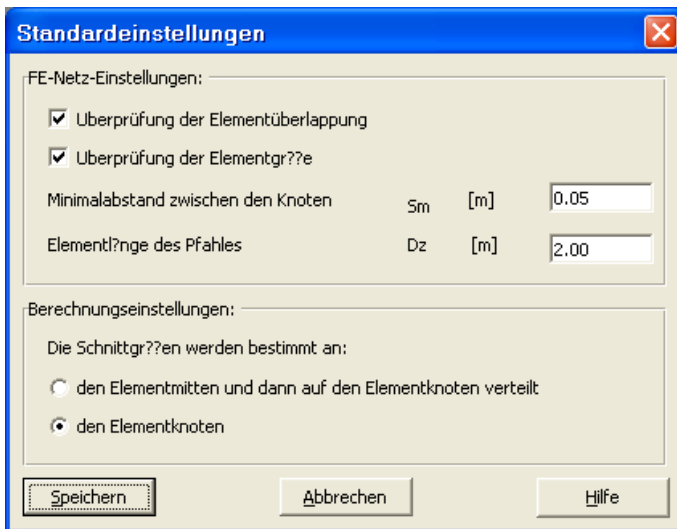 Standardeinstellungen
FE-Netz-Einstellungen:
Uberprüfung der Elementüberlappung
Uberprüfung der Elementgr??e
Minimalabstand zwischen den Knoten Sm [m] 0.05
Elementl?nge des Pfahles Dz [m] 2.00
Berechnungseinstellungen:
Die Schnittgr??en werden bestimmt an:
den Elementmitten und dann auf den Elementknoten verteilt
den Elementknoten
Speichern Abbrechen Hilfe